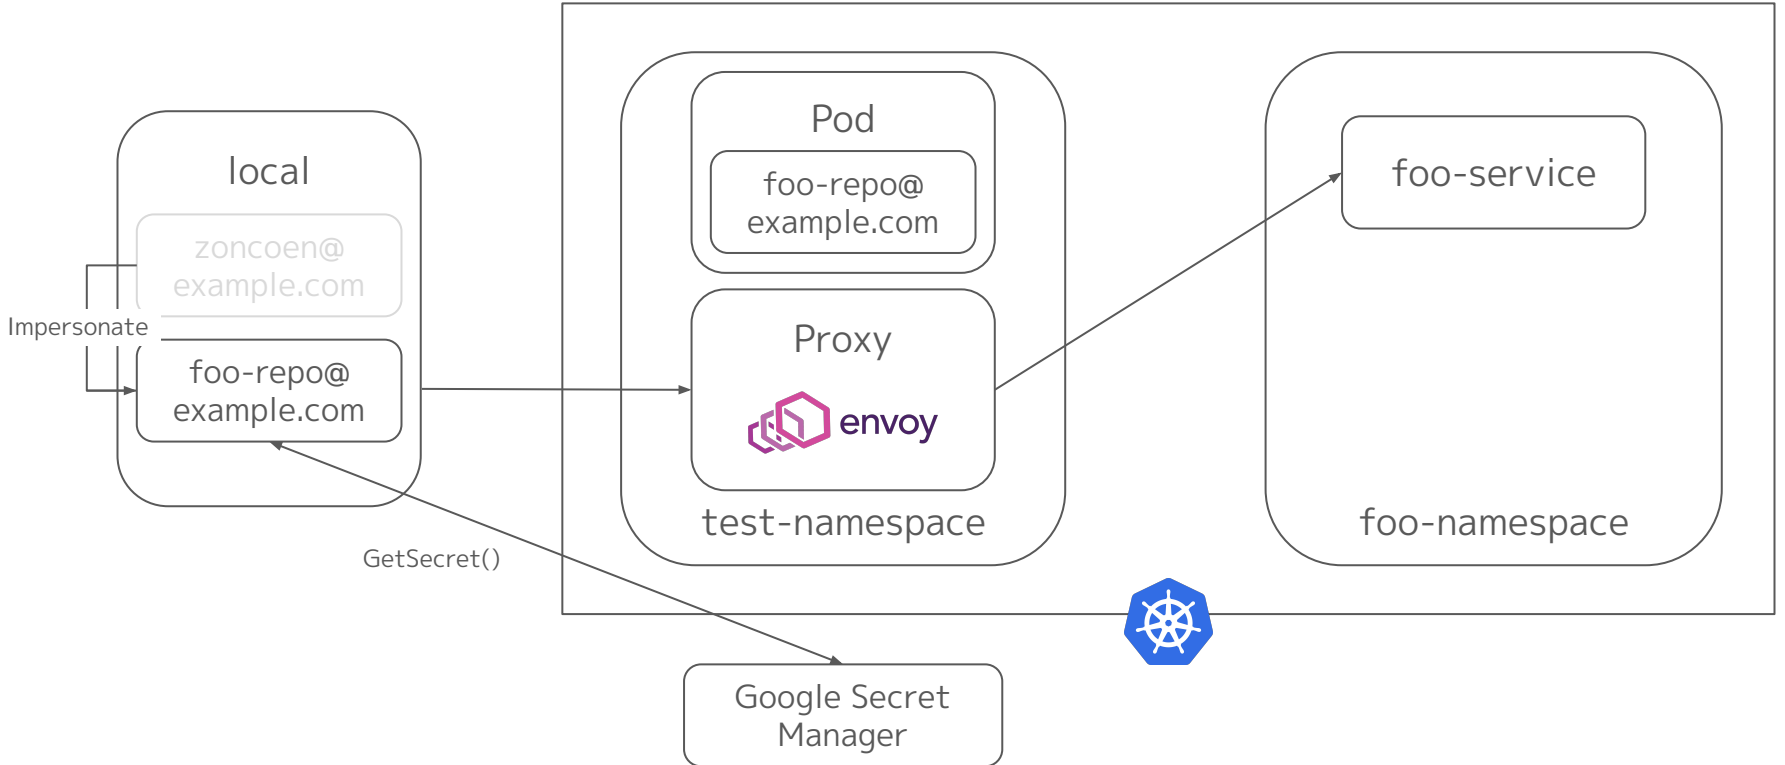 local
zoncoen@
example.com
Impersonate
foo-repo@
example.com
GetSecret()
Pod
foo-repo@
example.com
Proxy
envoy
test-namespace
foo-service
foo-namespace
Google Secret
Manager